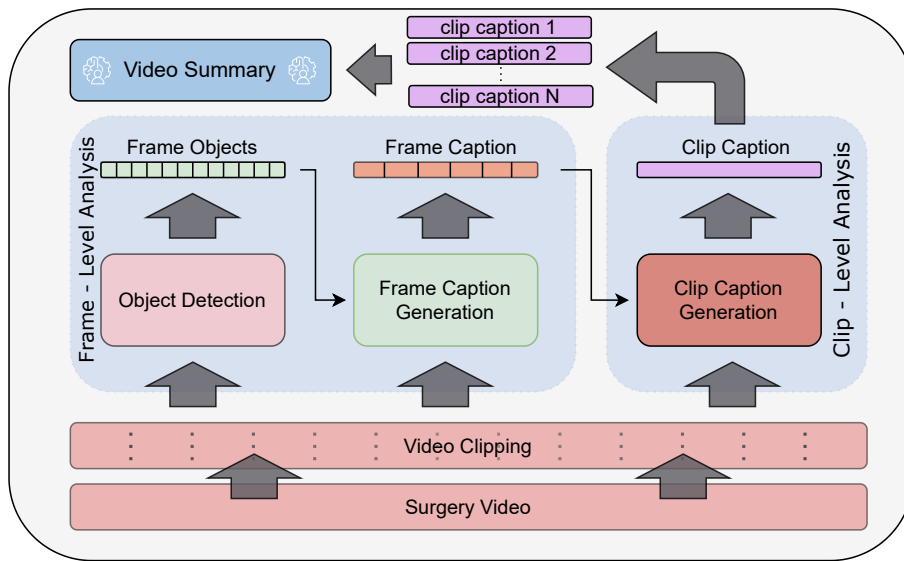 clip caption 1
clip caption 2
clip caption N
Video Summary
Frame - Level Analysis
Frame Objects
Frame Caption
Clip Caption
Clip - Level Analysis
Object Detection
Frame Caption
Generation
Clip Caption
Generation
Video Clipping
Surgery Video